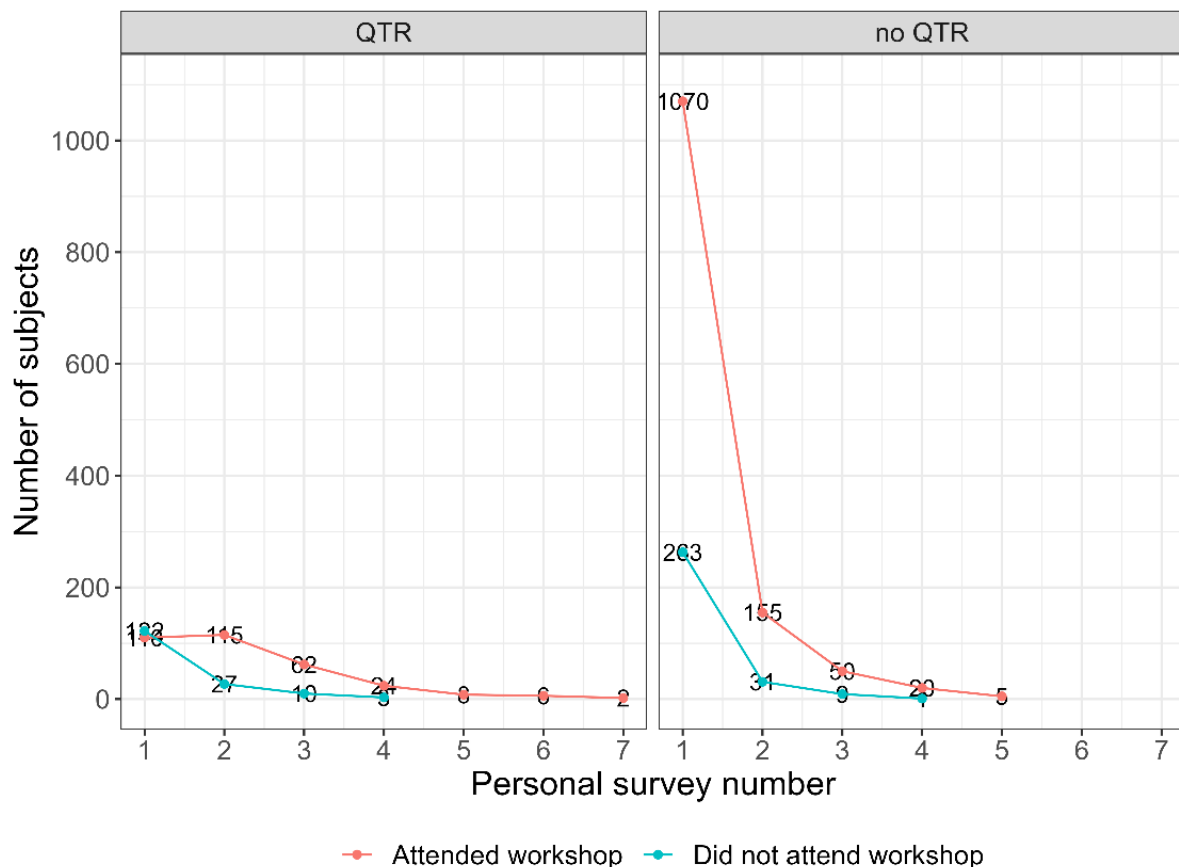 QTR
no QTR
Number of subjects
1000
800
600
400
200
0
1070
263
155
31
50
20
5
115
27
62
10
24
6
2
1 2 3 4 5 6 7
1 2 3 4 5 6 7
Personal survey number
Attended workshop Did not attend workshop